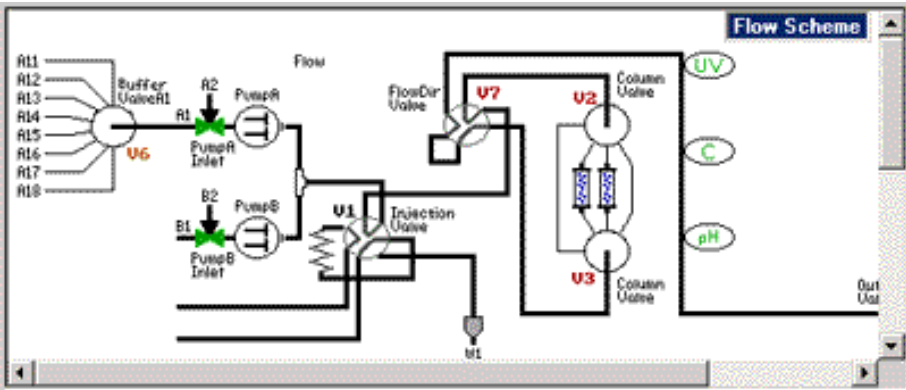 Flow Scheme
A11
A12
A13
A14
A15
A16
A17
A18
Buffer
ValveA1
V6
A2
A1
PumpA
PumpA
Inlet
Flow
B2
B1
PumpB
PumpB
Inlet
V1
Injection
Valve
W1
FlowDir
Valve
V7
Column
Valve
V2
V3
Column
Valve
UV
C
pH